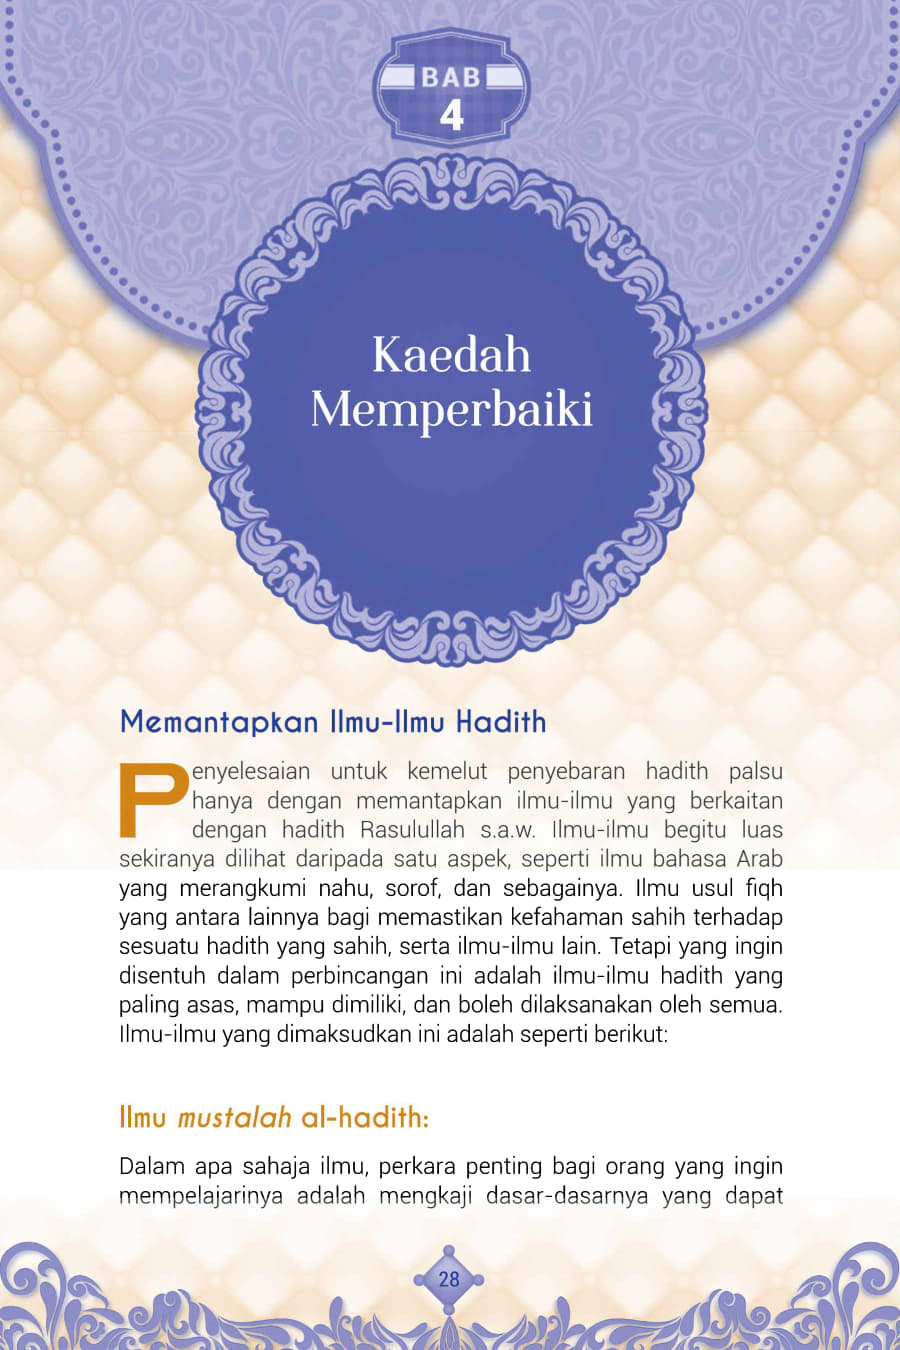 BAB
4
Kaedah
Memperbaiki
Memantapkan Ilmu-Ilmu Hadith
Penyelesaian untuk kemelut penyebaran hadith palsu
hanya dengan memantapkan ilmu-ilmu yang berkaitan
dengan hadith Rasulullah s.a.w. Ilmu-ilmu begitu luas
sekiranya dilihat daripada satu aspek, seperti ilmu bahasa Arab
yang merangkumi nahu, sorof, dan sebagainya. Ilmu usul fiqh
yang antara lainnya bagi memastikan kefahaman sahih terhadap
sesuatu hadith yang sahih, serta ilmu-ilmu lain. Tetapi yang ingin
disentuh dalam perbincangan ini adalah ilmu-ilmu hadith yang
paling asas, mampu dimiliki, dan boleh dilaksanakan oleh semua.
Ilmu-ilmu yang dimaksudkan ini adalah seperti berikut:
Ilmu mustalah al-hadith:
Dalam apa sahaja ilmu, perkara penting bagi orang yang ingin
mempelajarinya adalah mengkaji dasar-dasarnya yang dapat
28